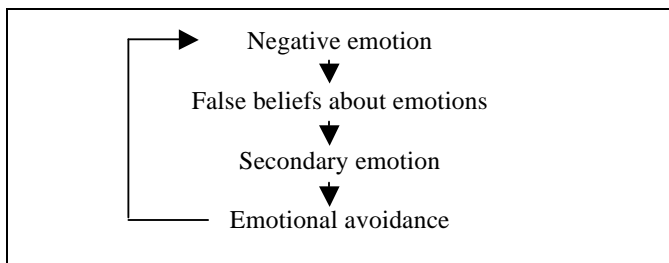 Negative emotion
False beliefs about emotions
Secondary emotion
Emotional avoidance